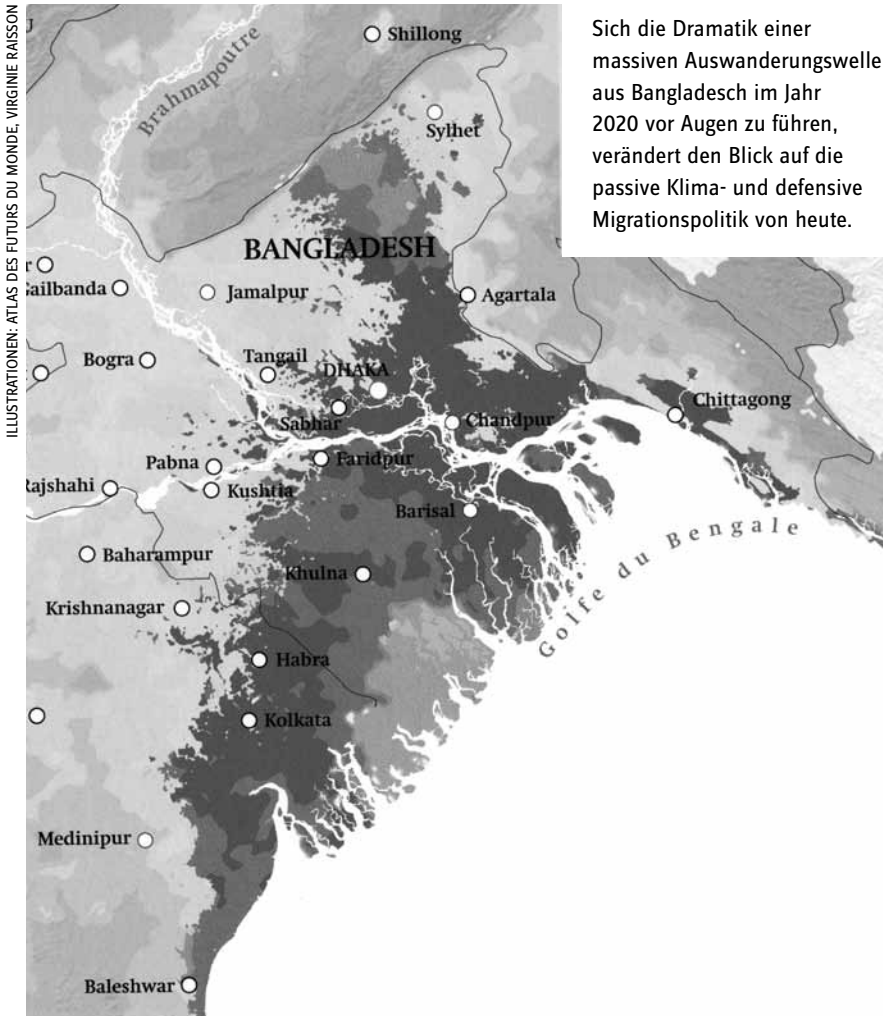 ILLUSTRATIONEN: ATLAS DES FUTURS DU MONDE, VIRGINIE RAISSON
Sich die Dramatik einer
massiven Auswanderungswelle
aus Bangladesch im Jahr
2020 vor Augen zu führen,
verändert den Blick auf die
passive Klima- und defensive
Migrationspolitik von heute.
Brahmapoutre
Shillong
Sylhet
BANGLADESH
Gailbanda
Jamalpur
Agartala
Bogra
Tangail
DHAKA
Sabhar
Chandpur
Chittagong
Pabna
Faridpur
Rajshahi
Kushtia
Barisal
Golfe du Bengale
Baharampur
Khulna
Krishnanagar
Habra
Kolkata
Medinipur
Baleshwar